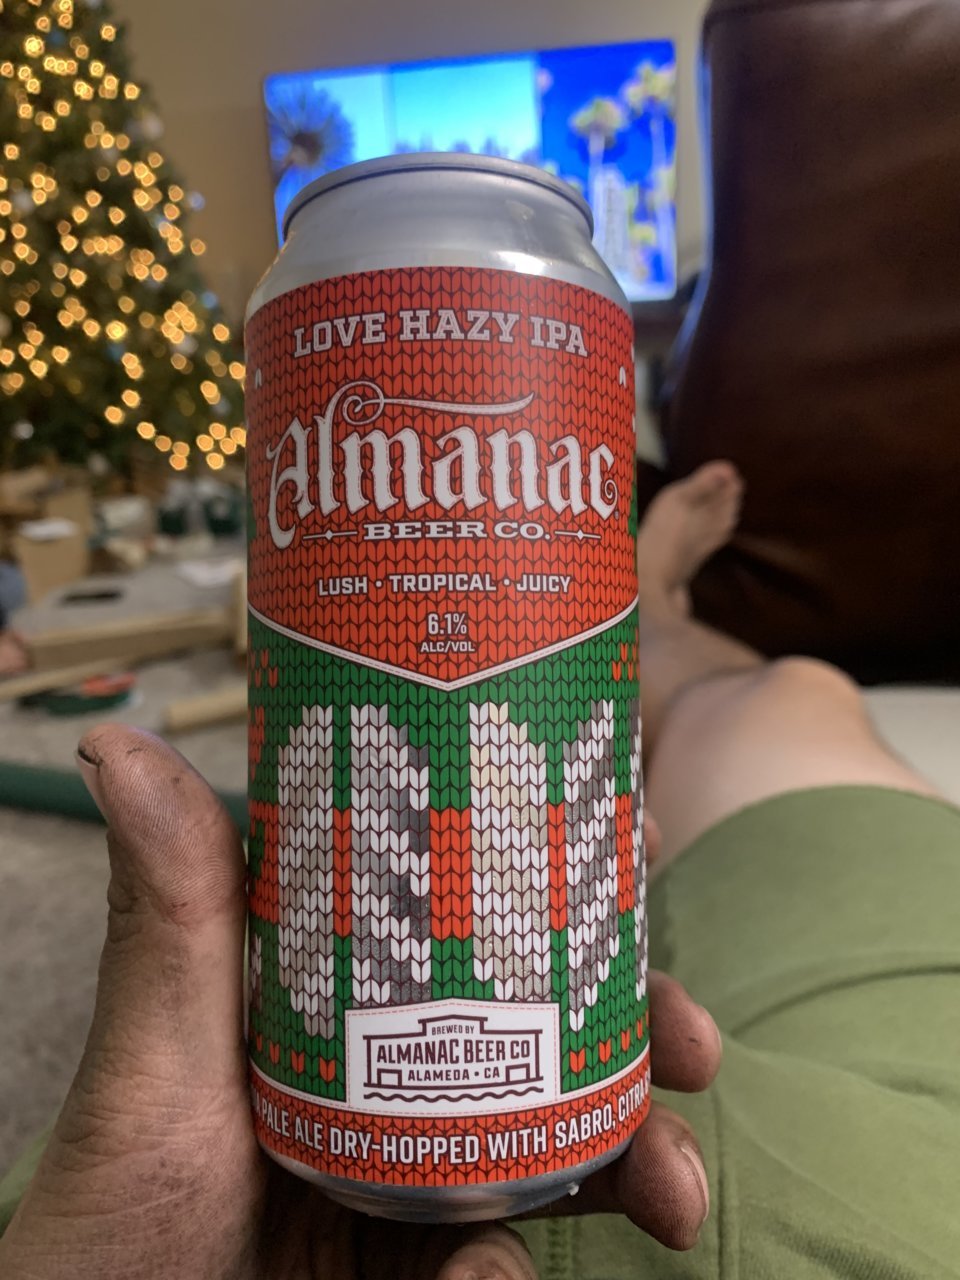 LOVE HAZY IPA
Almanac
BEER CO.
LUSH • TROPICAL • JUICY
6.1%
ALC/VOL
BREWED BY
ALMANAC BEER CO
ALAMEDA • CA
PALE ALE DRY-HOPPED WITH SABRO, CITRA